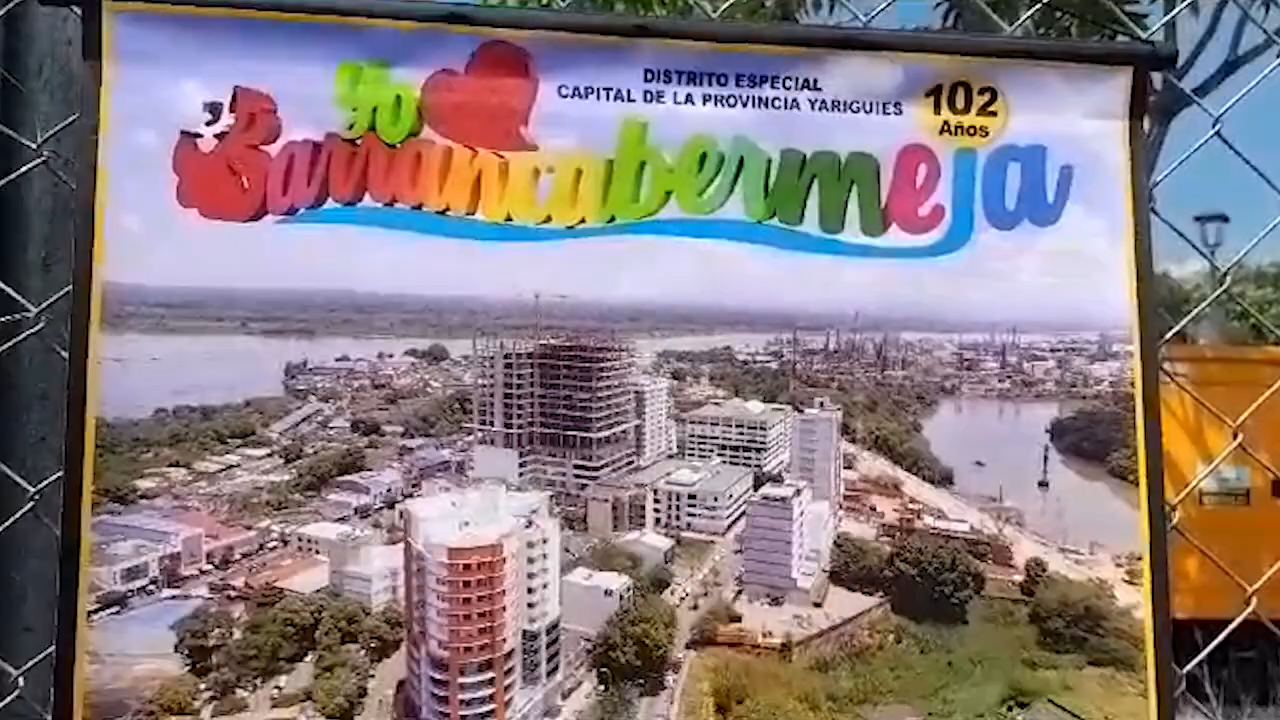 DISTRITO ESPECIAL
CAPITAL DE LA PROVINCIA YARIGUIES
102
Años
Yo
Barrancabermeja